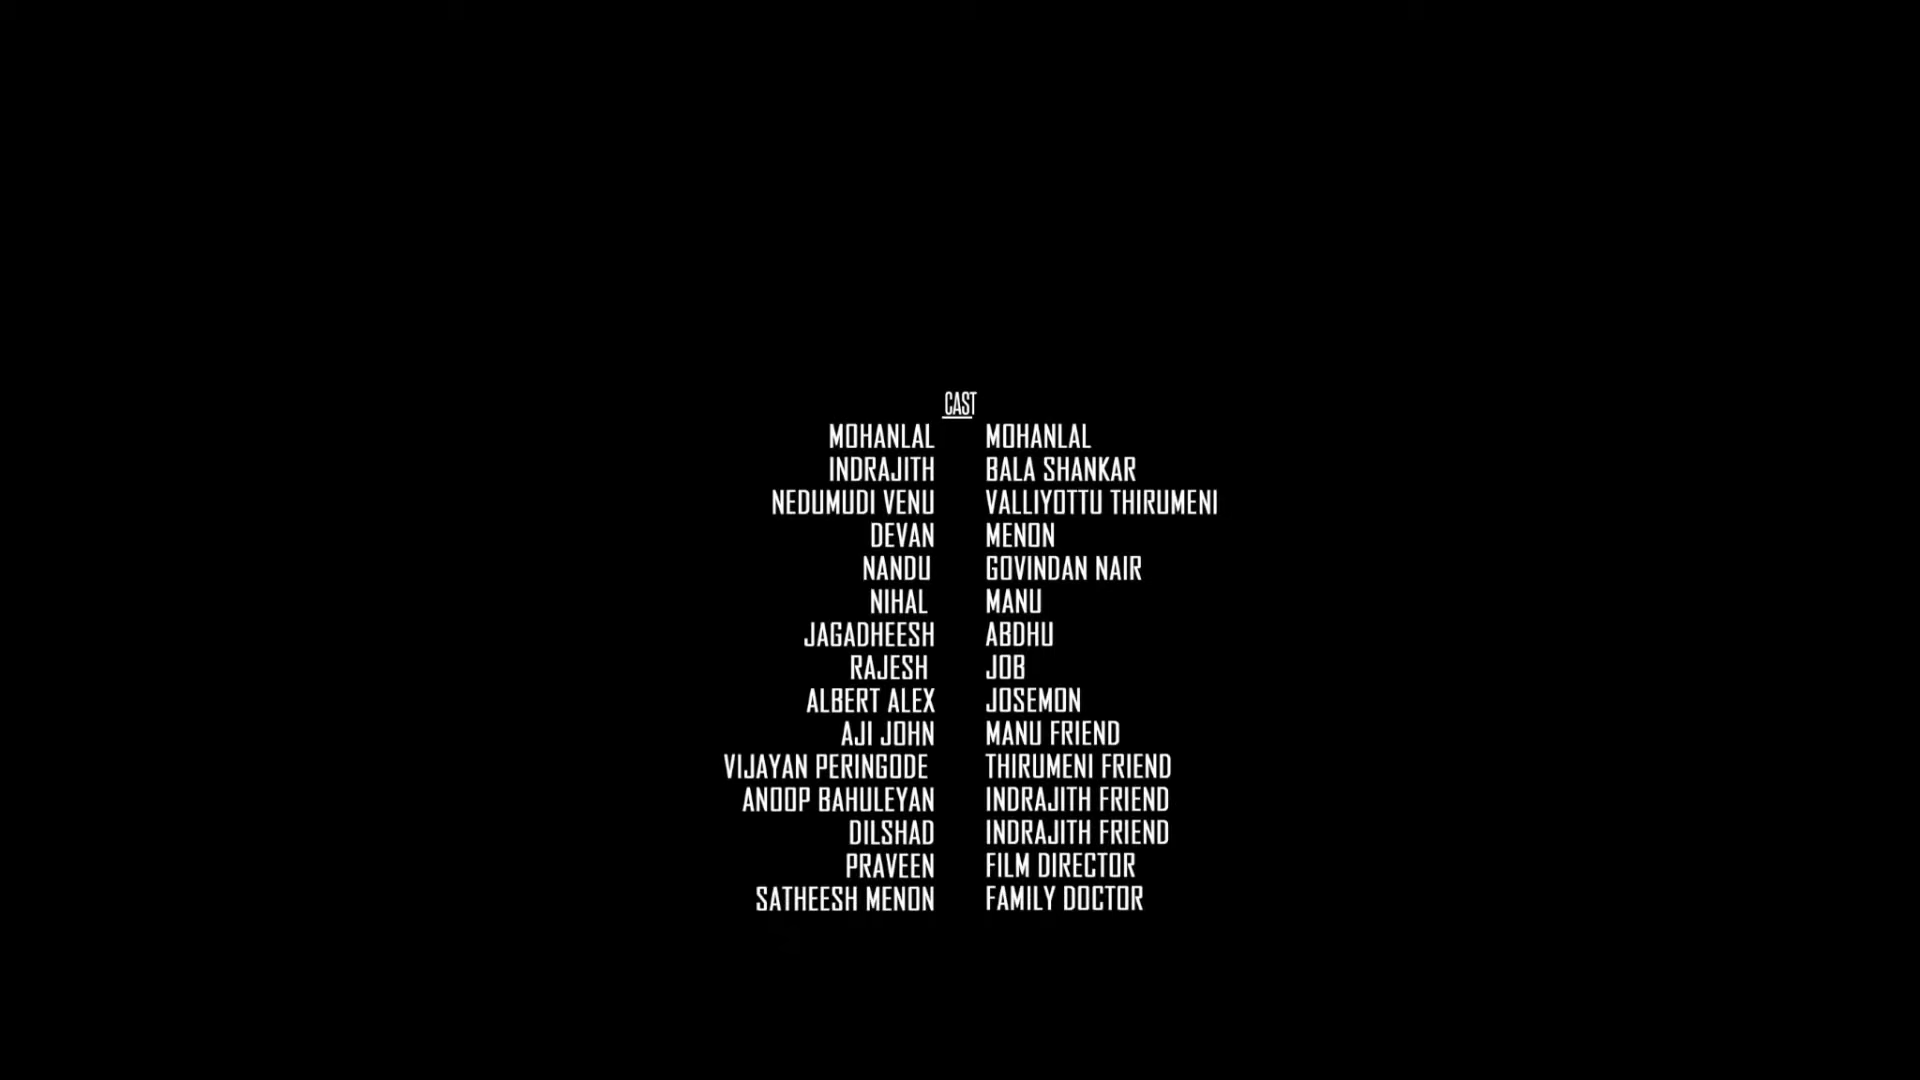 CAST
MOHANLAL MOHANLAL
INDRAJITH BALA SHANKAR
NEDUMUDI VENU VALLIYOTTU THIRUMENI
DEVAN MENON
NANDU GOVINDAN NAIR
NIHAL MANU
JAGADHEESH ABDHU
RAJESH JOB
ALBERT ALEX JOSEMON
AJI JOHN MANU FRIEND
VIJAYAN PERINGODE THIRUMENI FRIEND
ANOOP BAHULEYAN INDRAJITH FRIEND
DILSHAD INDRAJITH FRIEND
PRAVEEN FILM DIRECTOR
SATHEESH MENON FAMILY DOCTOR